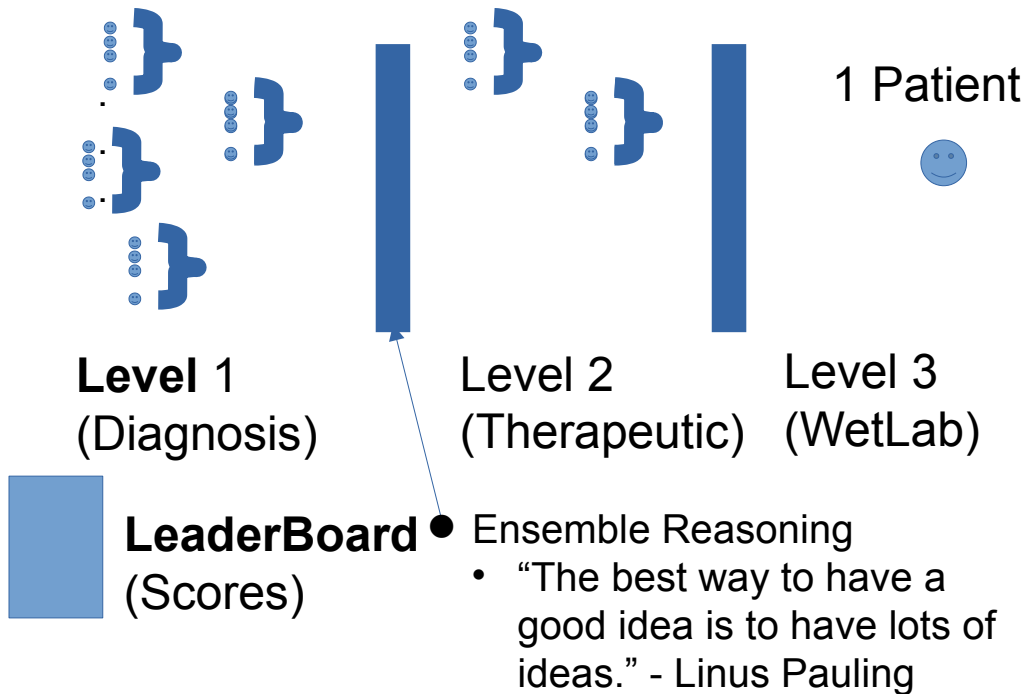 1 Patient
Level 1
(Diagnosis)
Level 2
(Therapeutic)
Level 3
(WetLab)
LeaderBoard
(Scores)
● Ensemble Reasoning
• “The best way to have a
good idea is to have lots of
ideas.” - Linus Pauling